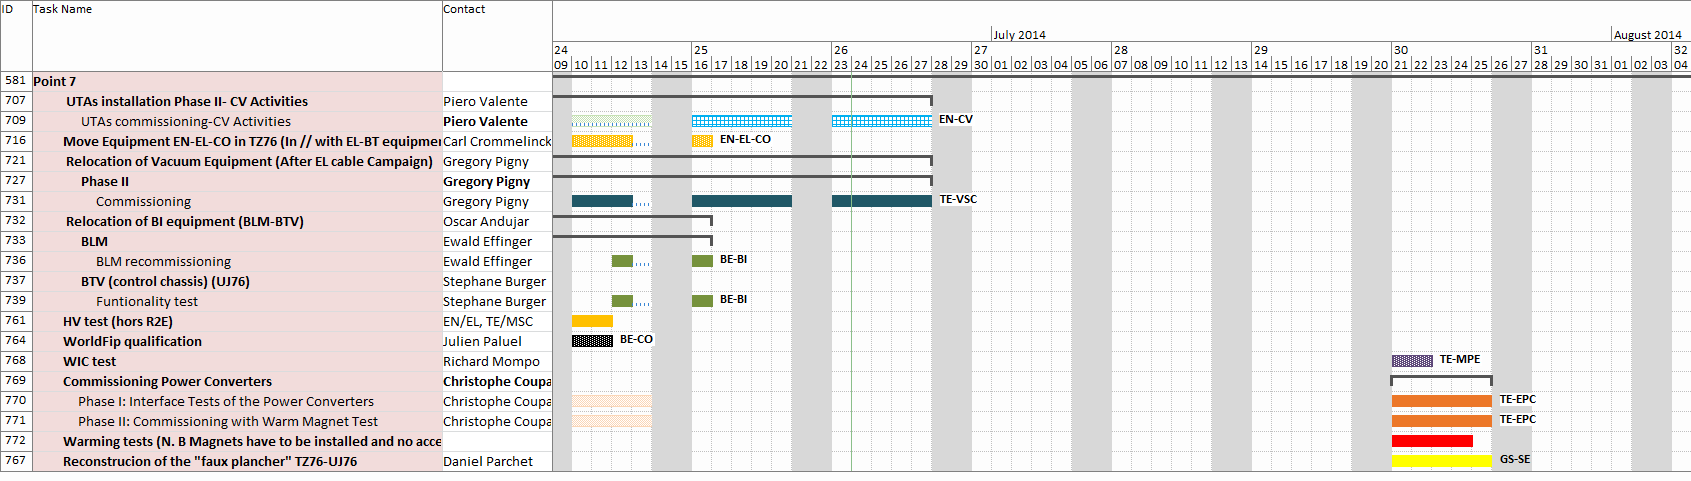 ID Task Name Contact
July 2014 August 2014
24 25 26 27 28 29 30 31 32
09 10 11 12 13 14 15 16 17 18 19 20 21 22 23 24 25 26 27 28 29 30 01 02 03 04 05 06 07 08 09 10 11 12 13 14 15 16 17 18 19 20 21 22 23 24 25 26 27 28 29 30 31 01 02 03 04
581 Point 7
707 UTAs installation Phase II- CV Activities Piero Valente
709 UTAs commissioning-CV Activities Piero Valente EN-CV
716 Move Equipment EN-EL-CO in TZ76 (In // with EL-BT equipmer Carl Crommelinck EN-EL-CO
721 Relocation of Vacuum Equipment (After EL cable Campaign) Gregory Pigny
727 Phase II Gregory Pigny
731 Commissioning Gregory Pigny TE-VSC
732 Relocation of BI equipment (BLM-BTV) Oscar Andujar
733 BLM Ewald Effinger
736 BLM recommissioning Ewald Effinger BE-BI
737 BTV (control chassis) (UJ76) Stephane Burger
739 Funtionality test Stephane Burger BE-BI
761 HV test (hors R2E) EN/EL, TE/MSC
764 WorldFip qualification Julien Paluel BE-CO
768 WIC test Richard Mompo TE-MPE
769 Commissioning Power Converters Christophe Coupa
770 Phase I: Interface Tests of the Power Converters Christophe Coupa TE-EPC
771 Phase II: Commissioning with Warm Magnet Test Christophe Coupa TE-EPC
772 Warming tests (N. B Magnets have to be installed and no acce
767 Reconstrucion of the "faux plancher" TZ76-UJ76 Daniel Parchet GS-SE